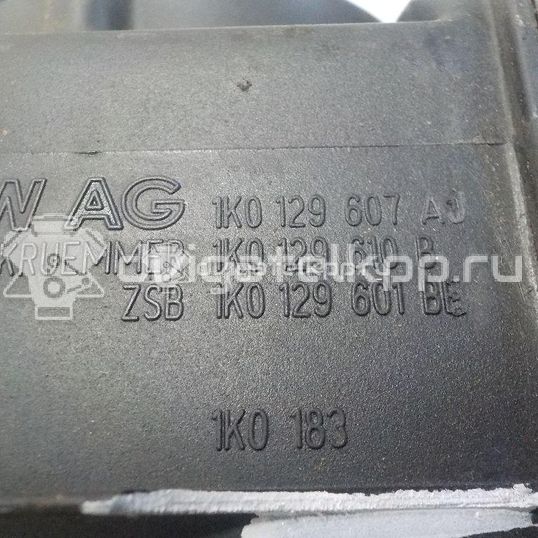 W AG 1K0 129 607 AJ
KRUEMMER 1K0 129 610 B
ZSB 1K0 129 601 BE
1K0 183